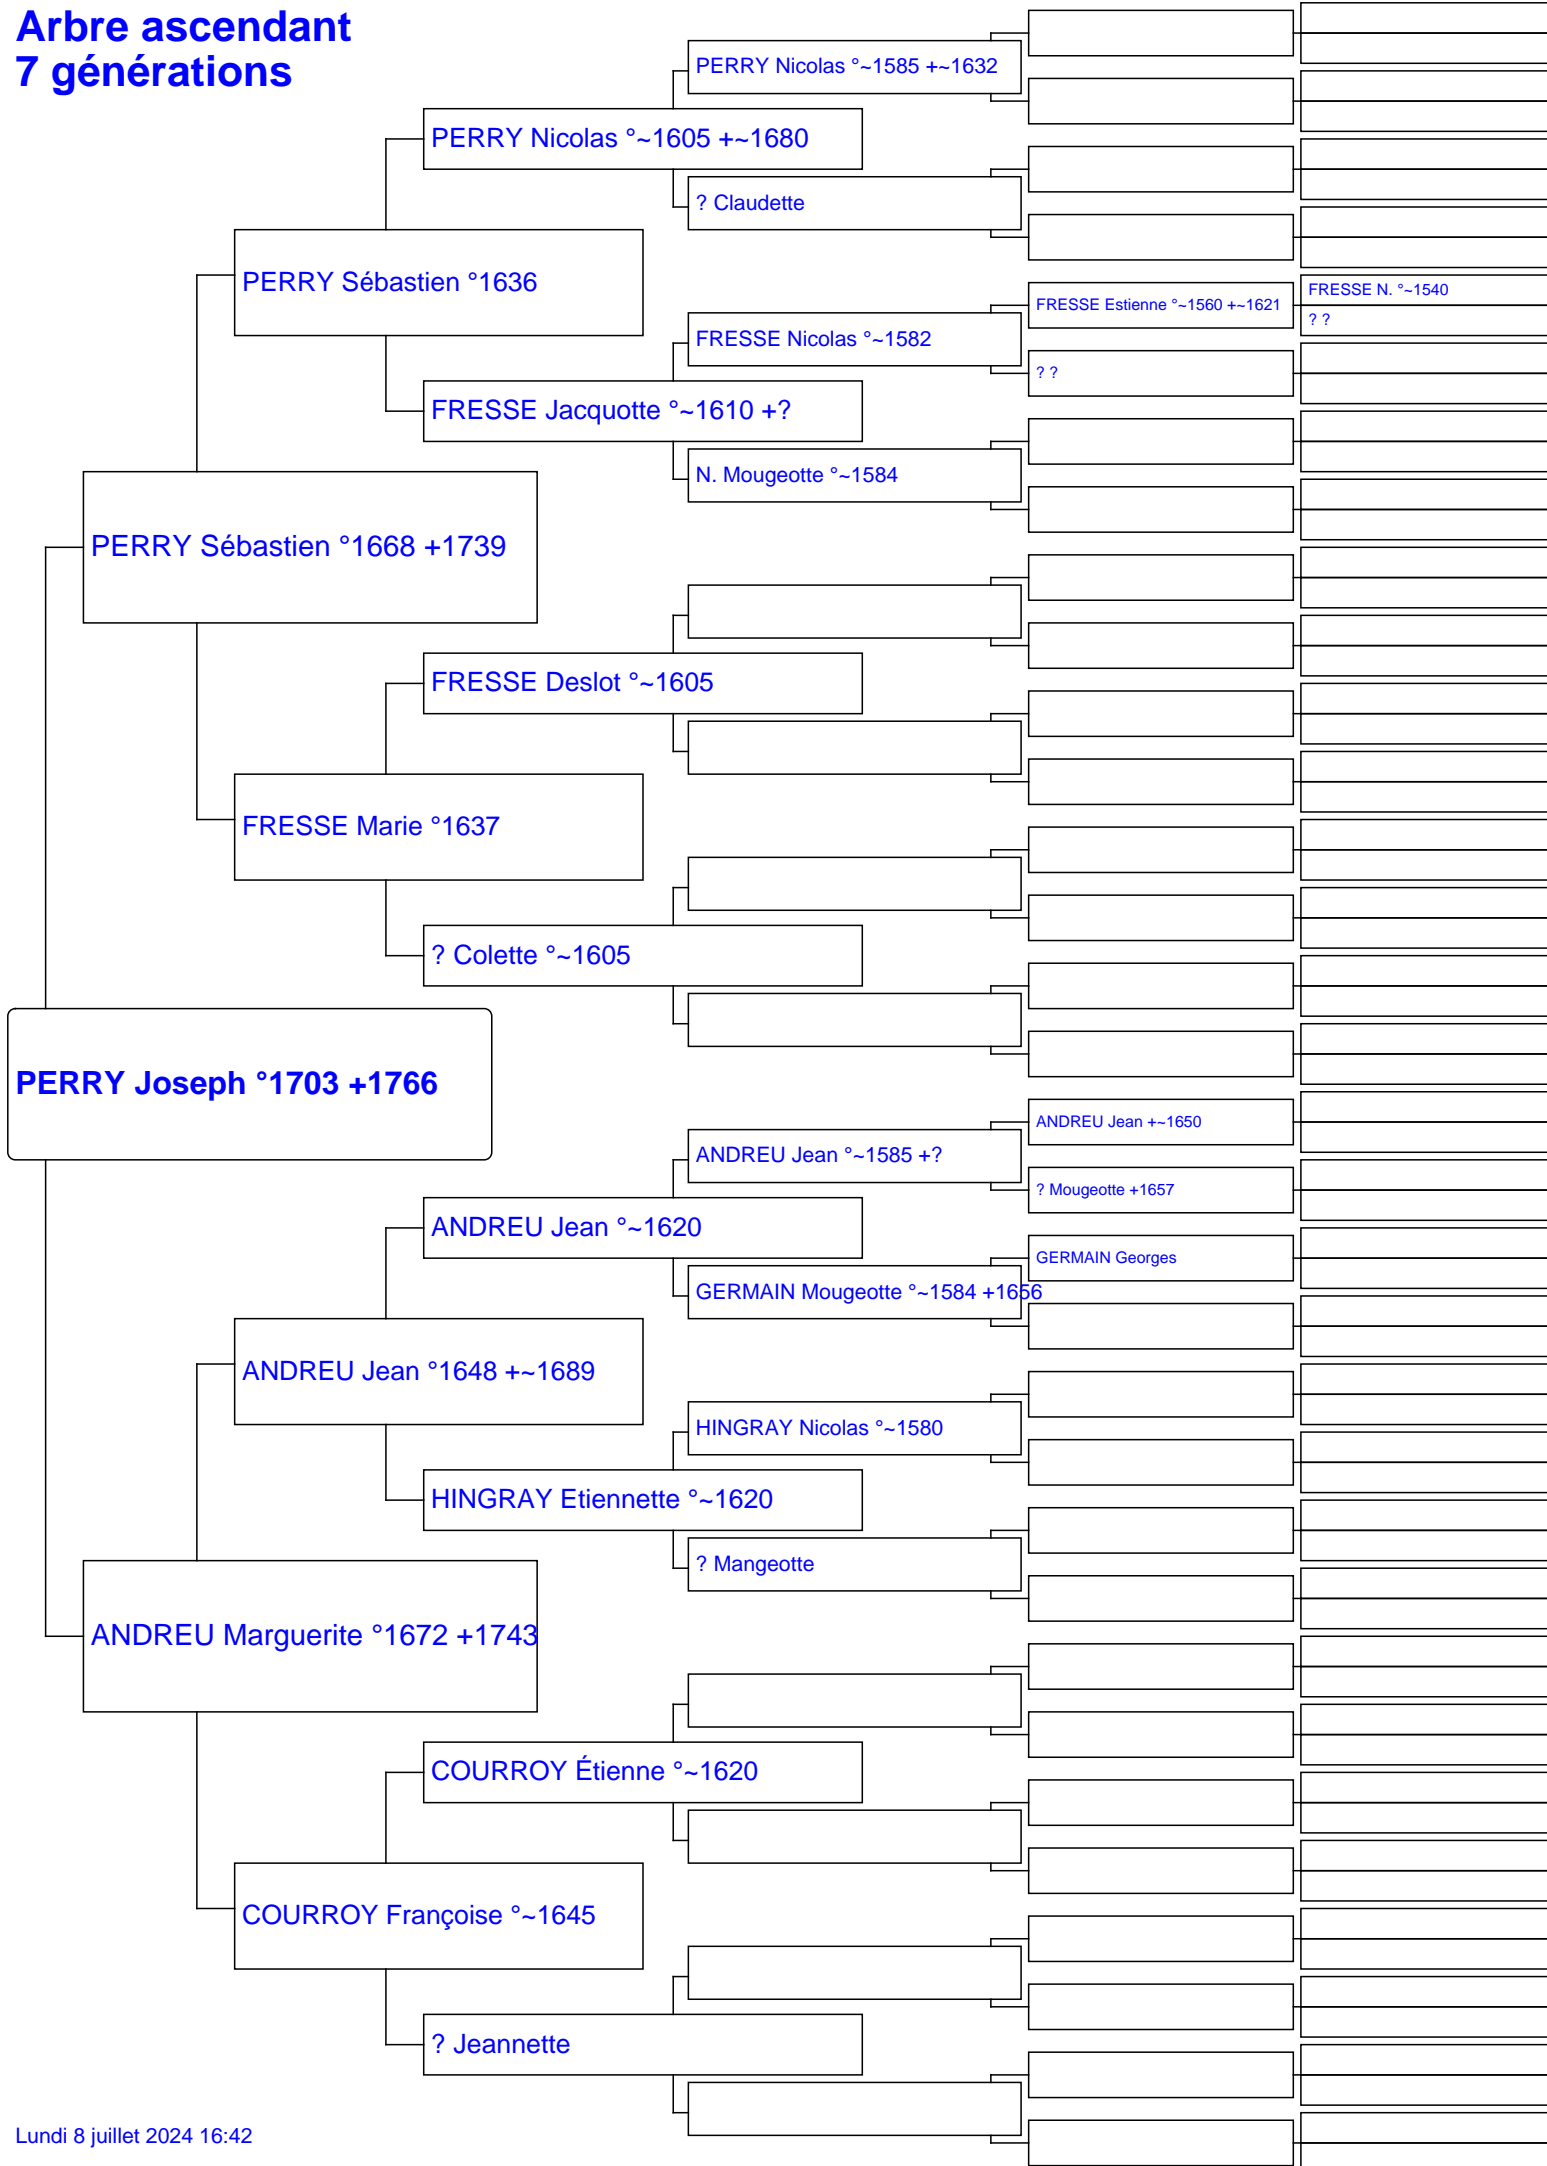 Arbre ascendant
7 générations
PERRY Nicolas °~1585 +~1632
PERRY Nicolas °~1605 +~1680
? Claudette
PERRY Sébastien °1636
FRESSE N. °~1540
FRESSE Estienne °~1560 +~1621
? ?
FRESSE Nicolas °~1582
? ?
FRESSE Jacquotte °~1610 +?
N. Mougeotte °~1584
PERRY Sébastien °1668 +1739
FRESSE Deslot °~1605
FRESSE Marie °1637
? Colette °~1605
PERRY Joseph °1703 +1766
ANDREU Jean +~1650
ANDREU Jean °~1585 +?
? Mougeotte +1657
ANDREU Jean °~1620
GERMAIN Georges
GERMAIN Mougeotte °~1584 +1656
ANDREU Jean °1648 +~1689
HINGRAY Nicolas °~1580
HINGRAY Etiennette °~1620
? Mangeotte
ANDREU Marguerite °1672 +1743
COURROY Étienne °~1620
COURROY Françoise °~1645
? Jeannette
Lundi 8 juillet 2024 16:42